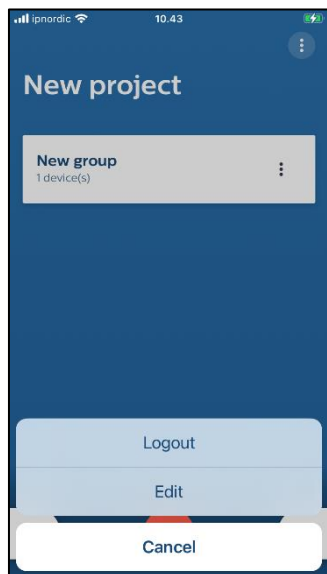 ipnordic 10.43
New project
New group
1 device(s)
Logout
Edit
Cancel